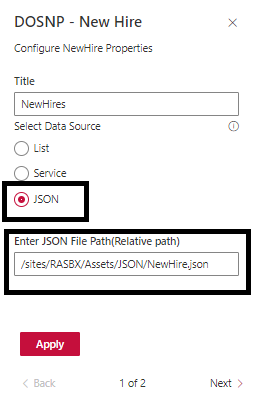 DOSNP - New Hire
Configure NewHire Properties
Title
NewHires
Select Data Source
List
Service
JSON
Enter JSON File Path(Relative path)
/sites/RASBX/Assets/JSON/NewHire.json
Apply
< Back 1 of 2 Next >